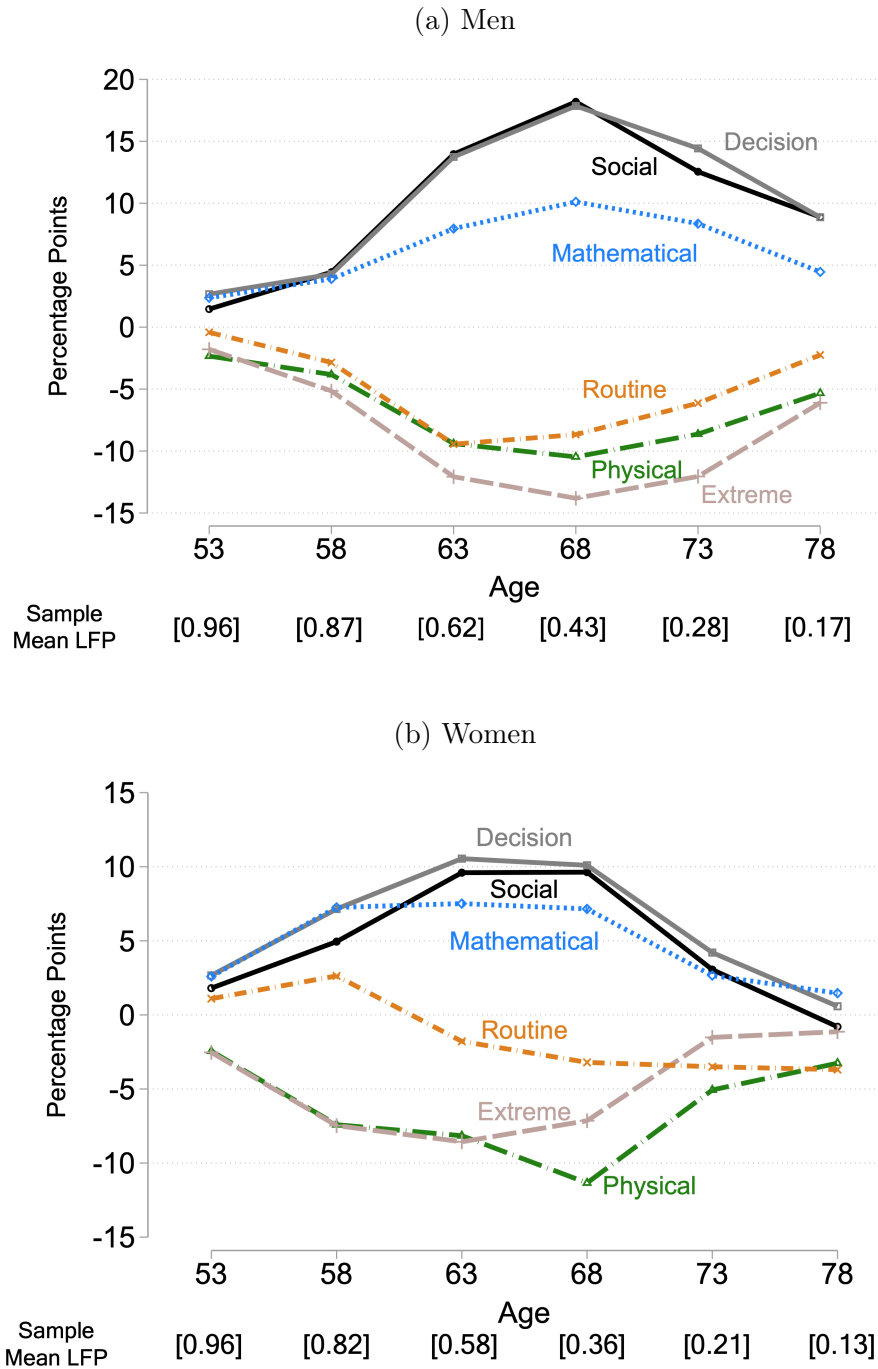 (a) Men
20
15
10
5
0
-5
-10
-15
Percentage Points
Decision
Social
Mathematical
Routine
Physical
Extreme
53 58 63 68 73 78
Age
Sample
Mean LFP
[0.96] [0.87] [0.62] [0.43] [0.28] [0.17]
(b) Women
15
10
5
0
-5
-10
-15
Percentage Points
Decision
Social
Mathematical
Routine
Extreme
Physical
53 58 63 68 73 78
Age
Sample
Mean LFP
[0.96] [0.82] [0.58] [0.36] [0.21] [0.13]